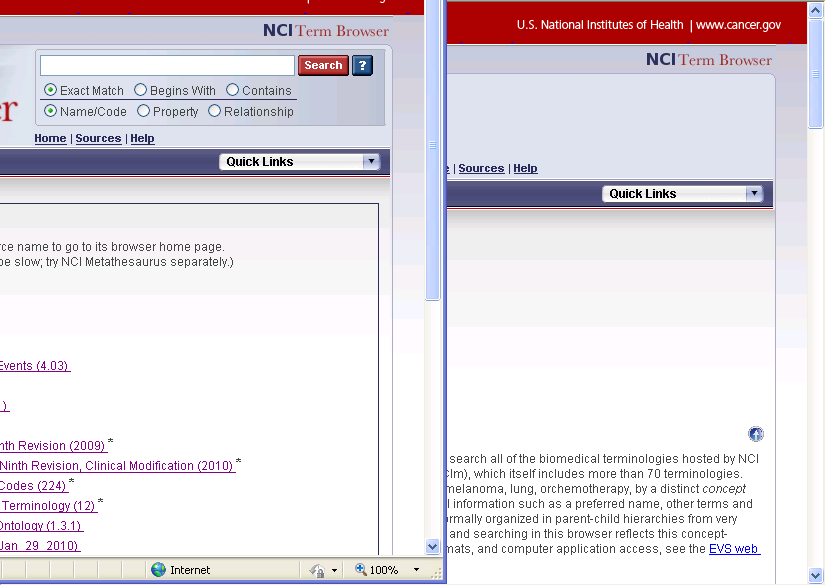 NCI Term Browser
Search ?
Exact Match Begins With Contains
Name/Code Property Relationship
Home | Sources | Help
Quick Links
name to go to its browser home page.
slow; try NCI Metathesaurus separately.)
Events (4.03)
)
Revision (2009) *
Ninth Revision, Clinical Modification (2010) *
Codes (224) *
Terminology (12) *
Ontology (1.3.1)
Jan_29_2010)
Internet
100%
U.S. National Institutes of Health | www.cancer.gov
NCI Term Browser
| Sources | Help
Quick Links
search all of the biomedical terminologies hosted by NCI
which itself includes more than 70 terminologies.
melanoma, lung, orchemotherapy, by a distinct concept
information such as a preferred name, other terms and
organized in parent-child hierarchies from very
and searching in this browser reflects this concept-
and computer application access, see the EVS web